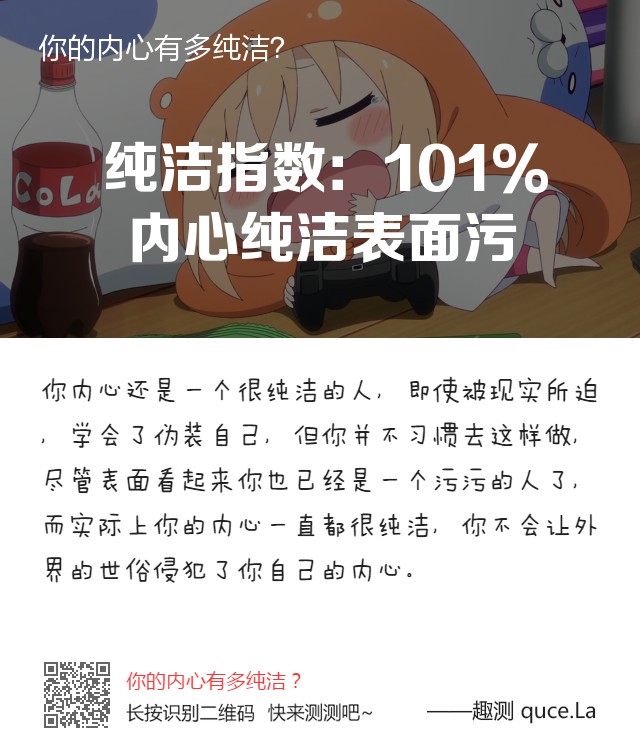 你的内心有多纯洁?
纯洁指数：101%
内心纯洁表面污
CoLa
你内心还是一个很纯洁的人，即使被现实所迫
，学会了伪装自己，但你并不习惯去这样做，
尽管表面看起来你也已经是一个污污的人了，
而实际上你的内心一直都很纯洁，你不会让外
界的世俗侵犯了你自己的内心。
你的内心有多纯洁？
长按识别二维码 快来测测吧~
——趣测 quce.La